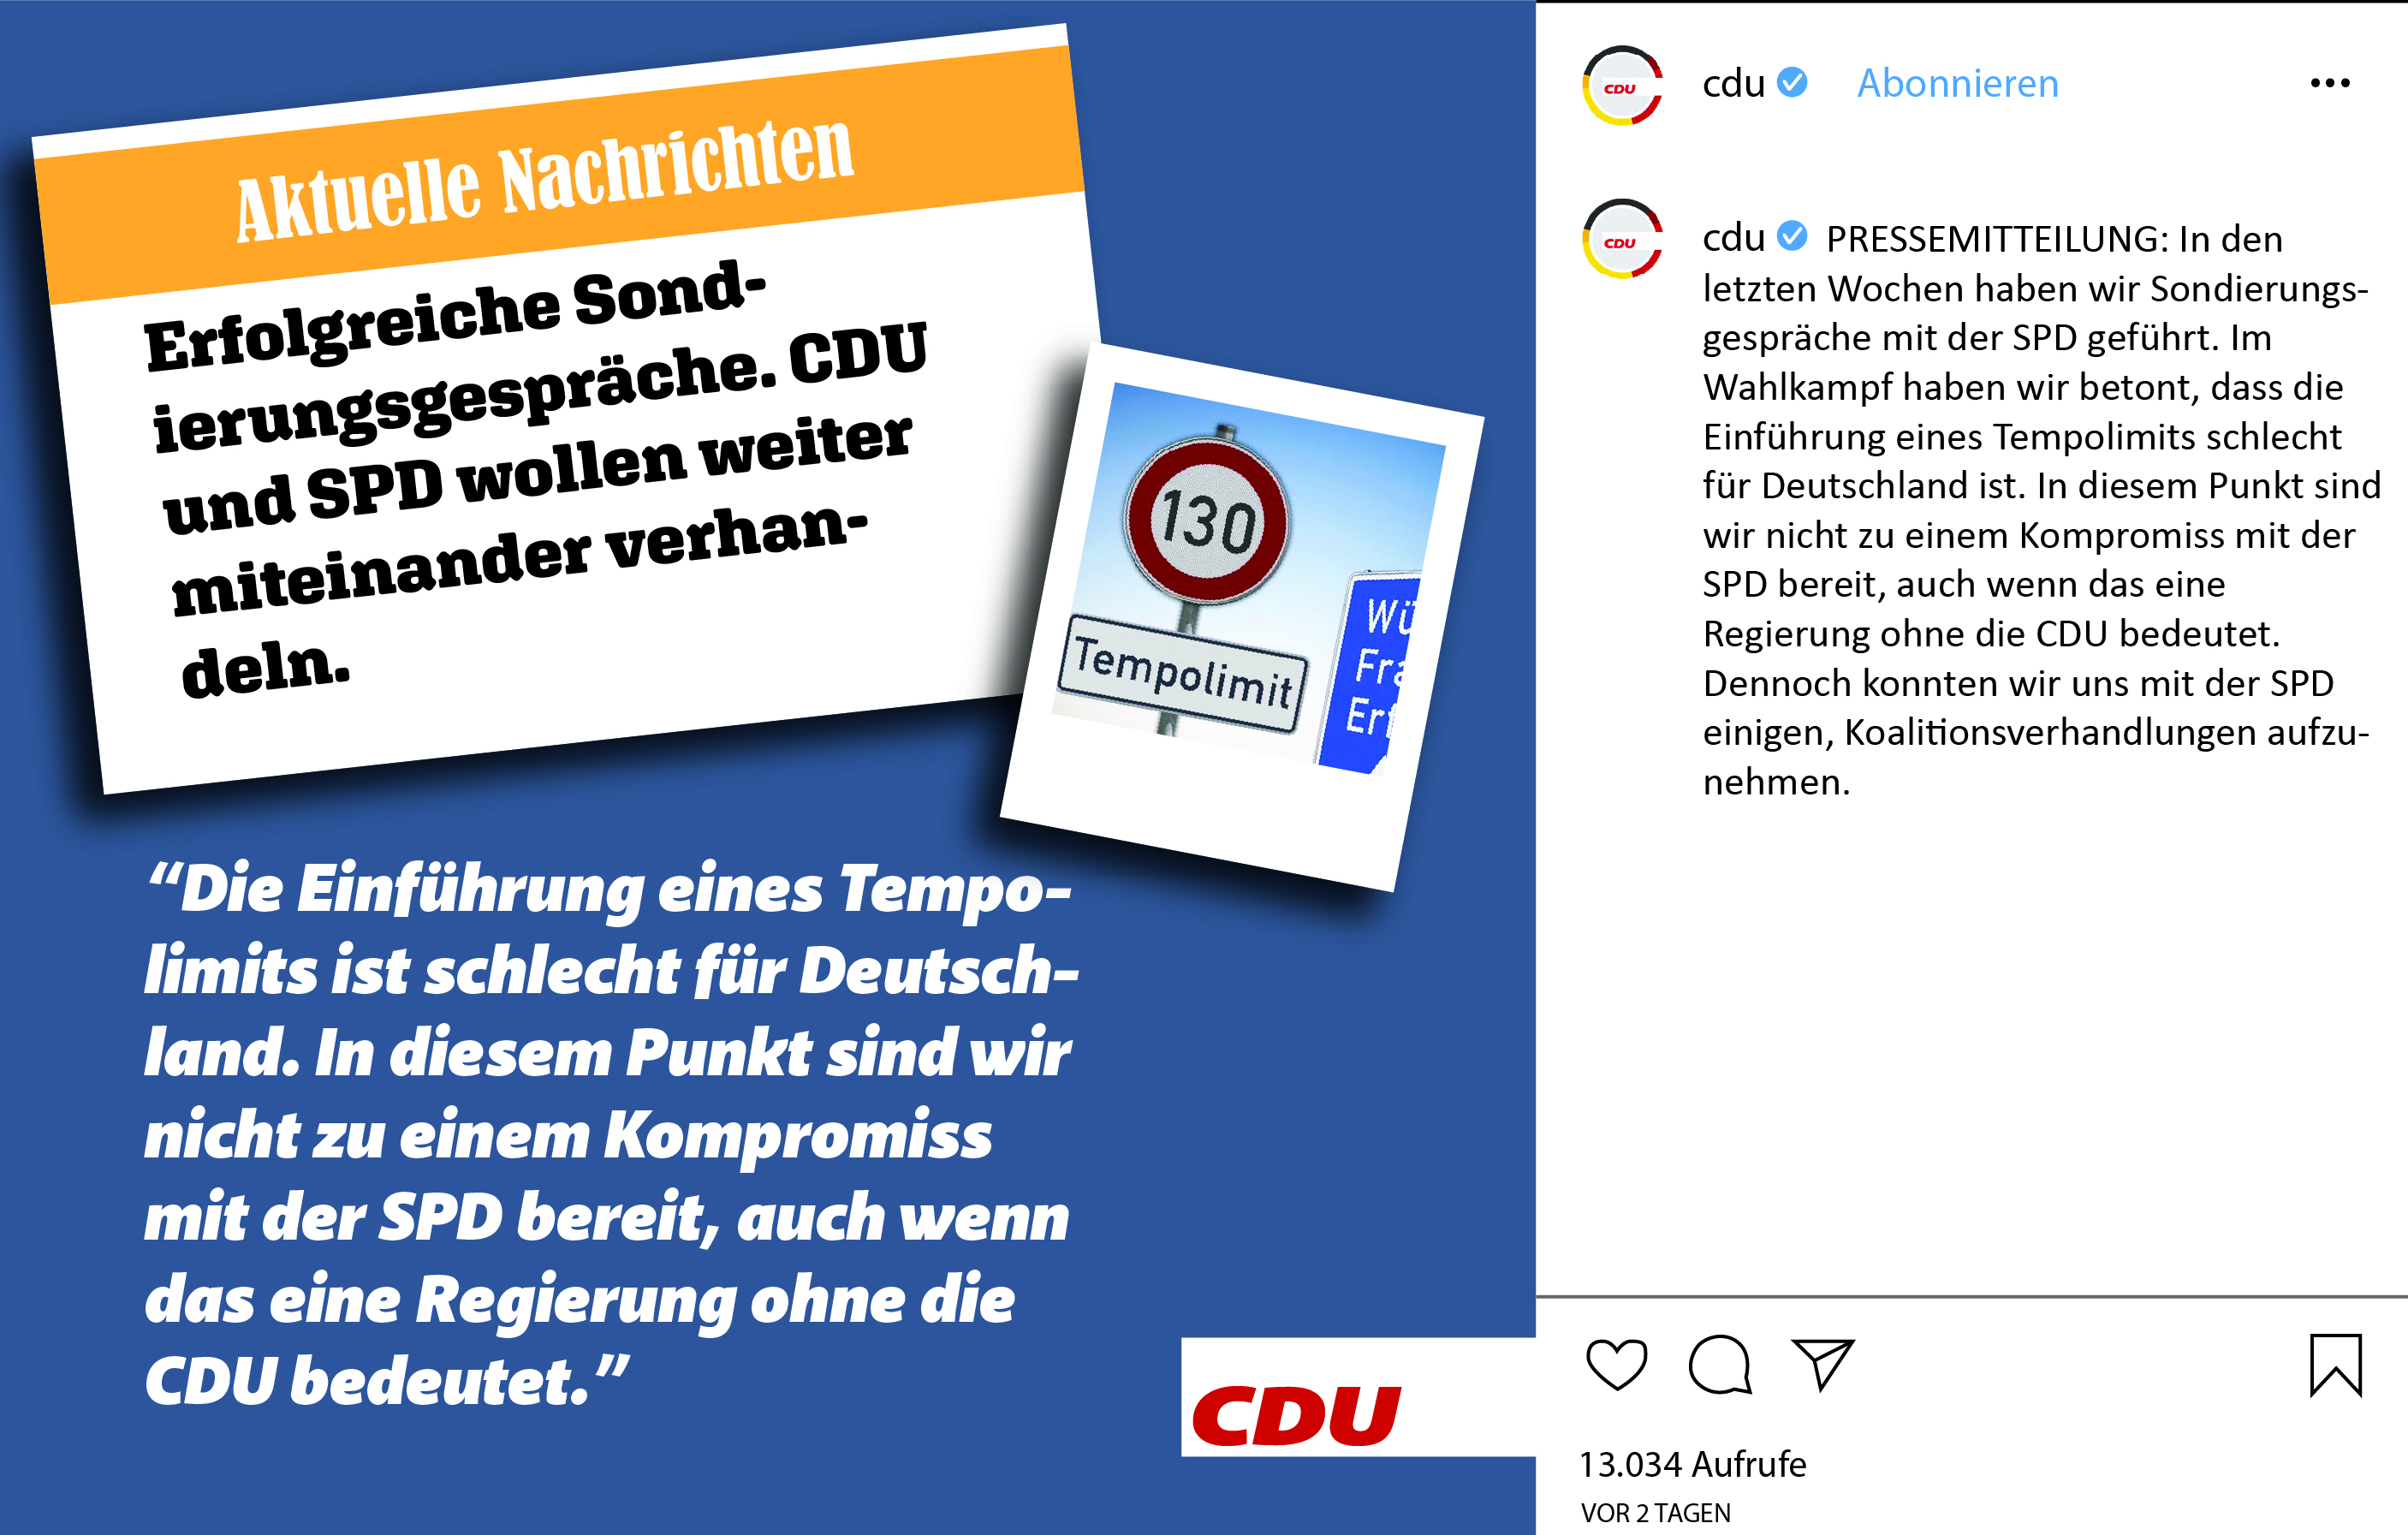 Aktuelle Nachrichten
Erfolgreiche Sond-
ierungsgespräche. CDU
und SPD wollen weiter
miteinander verhan-
deln.
130
Tempolimit
Wü
Fra
Erf
“Die Einführung eines Tempo-
limits ist schlecht für Deutsch-
land. In diesem Punkt sind wir
nicht zu einem Kompromiss
mit der SPD bereit, auch wenn
das eine Regierung ohne die
CDU bedeutet.”
CDU
CDU
cdu Abonnieren
CDU
cdu PRESSEMITTEILUNG: In den
letzten Wochen haben wir Sondierungs-
gespräche mit der SPD geführt. Im
Wahlkampf haben wir betont, dass die
Einführung eines Tempolimits schlecht
für Deutschland ist. In diesem Punkt sind
wir nicht zu einem Kompromiss mit der
SPD bereit, auch wenn das eine
Regierung ohne die CDU bedeutet.
Dennoch konnten wir uns mit der SPD
einigen, Koalitionsverhandlungen aufzu-
nehmen.
13.034 Aufrufe
VOR 2 TAGEN